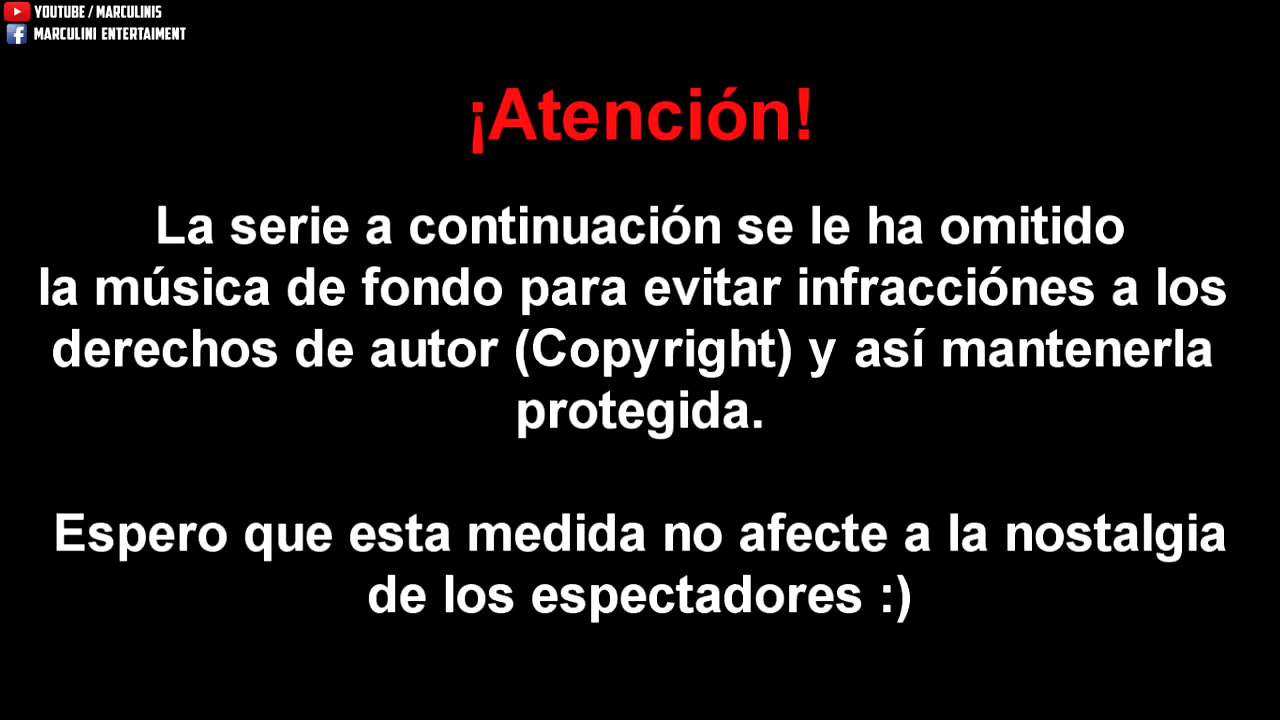 YOUTUBE / MARCULINI5
MARCULINI ENTERTAIMENT
¡Atención!
La serie a continuación se le ha omitido
la música de fondo para evitar infracciónes a los
derechos de autor (Copyright) y así mantenerla
protegida.
Espero que esta medida no afecte a la nostalgia
de los espectadores :)